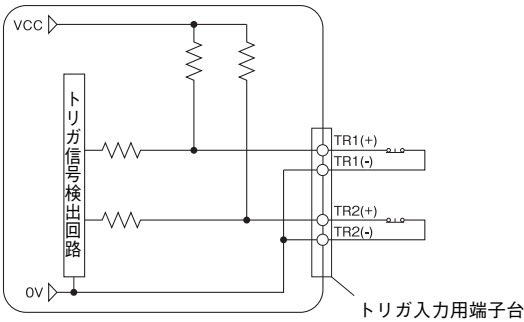 VCC
トリガ信号検出回路
TR1(+)
TR1(-)
TR2(+)
TR2(-)
0V
トリガ入力用端子台